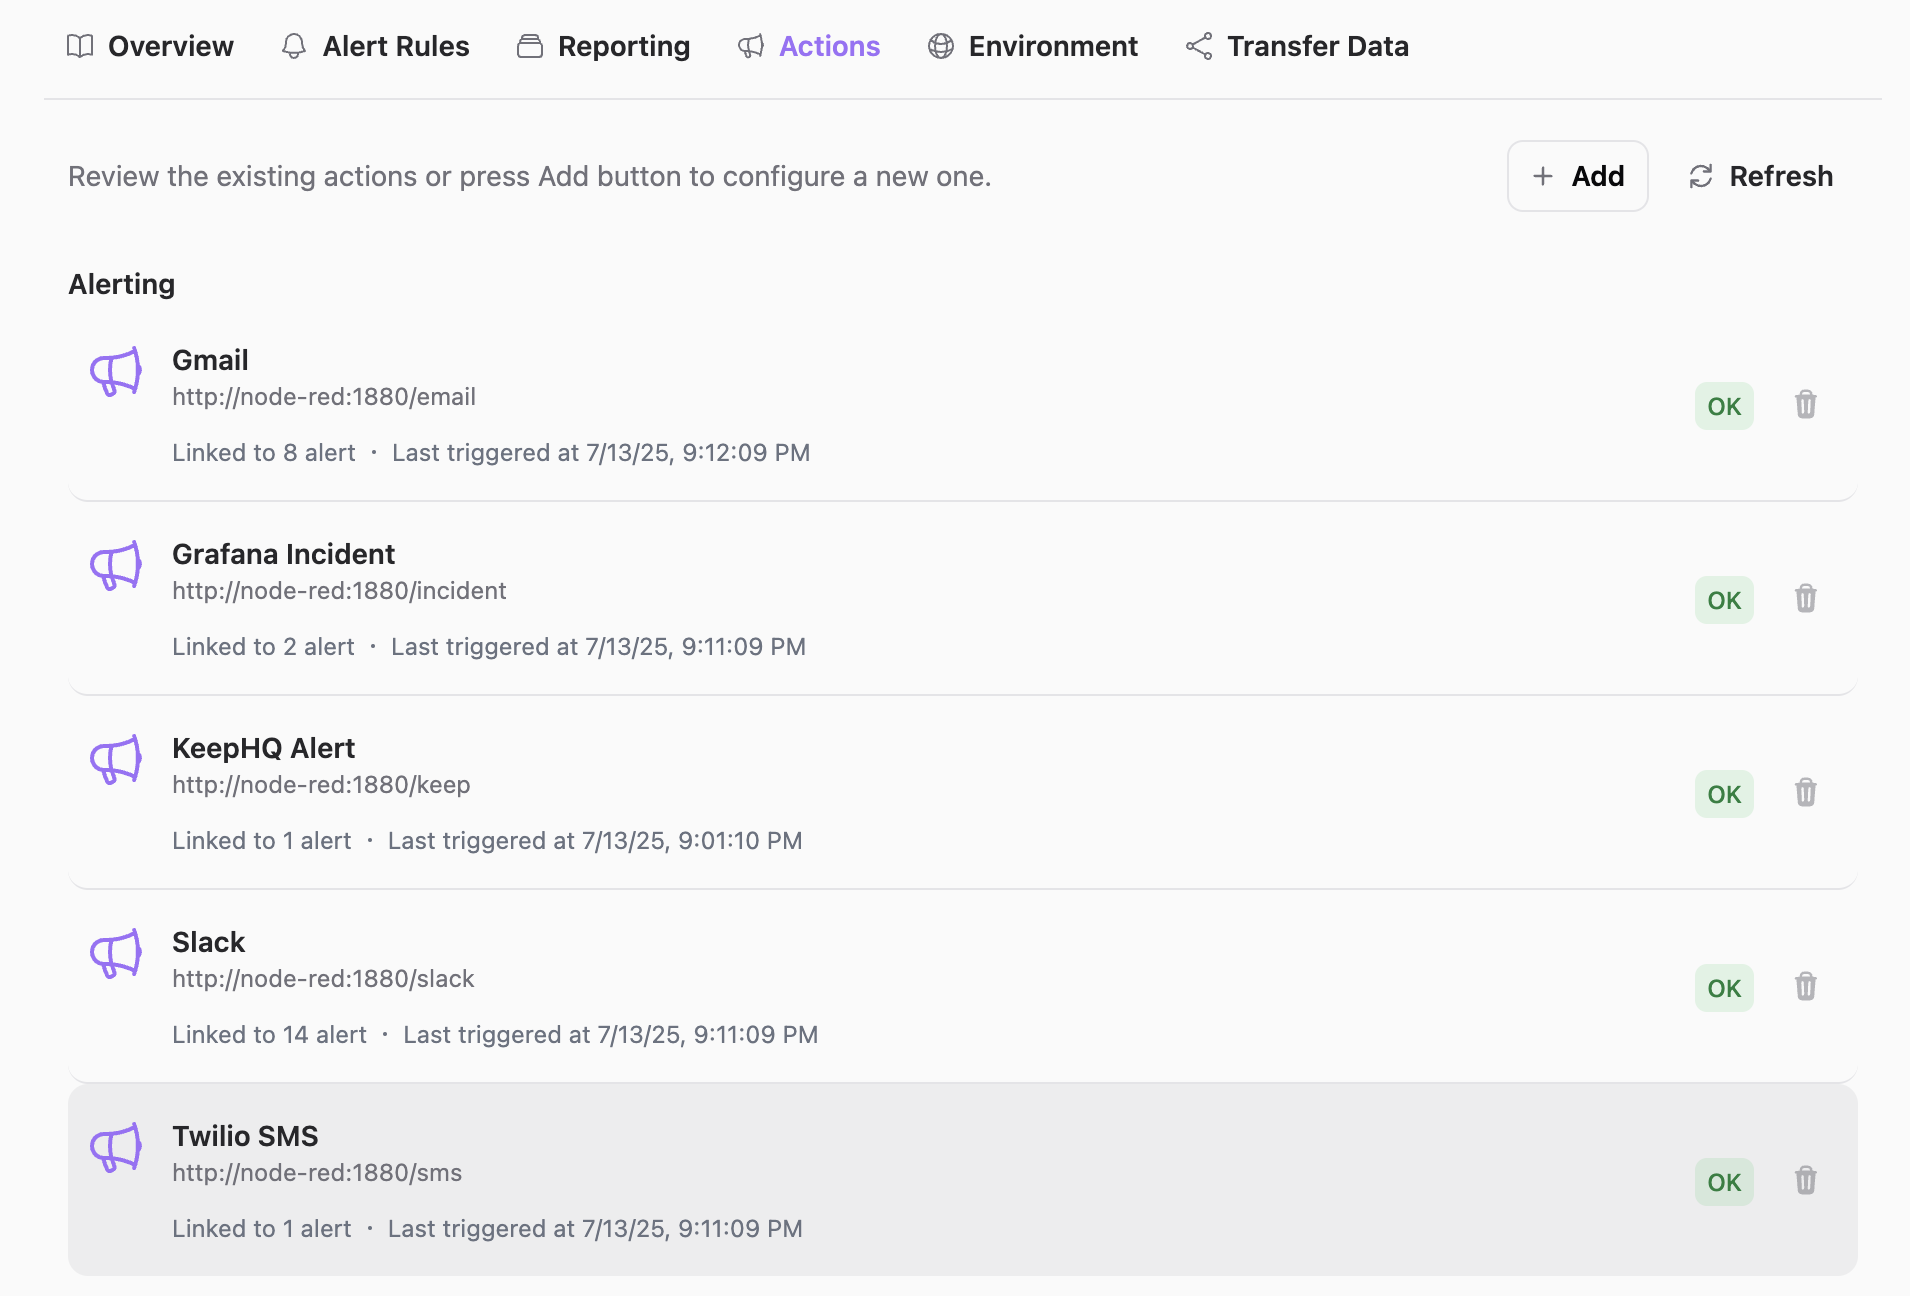 Overview Alert Rules Reporting Actions Environment Transfer Data
Review the existing actions or press Add button to configure a new one. Add Refresh
Alerting
Gmail
http://node-red:1880/email
OK
Linked to 8 alert · Last triggered at 7/13/25, 9:12:09 PM
Grafana Incident
http://node-red:1880/incident
OK
Linked to 2 alert · Last triggered at 7/13/25, 9:11:09 PM
KeepHQ Alert
http://node-red:1880/keep
OK
Linked to 1 alert · Last triggered at 7/13/25, 9:01:10 PM
Slack
http://node-red:1880/slack
OK
Linked to 14 alert · Last triggered at 7/13/25, 9:11:09 PM
Twilio SMS
http://node-red:1880/sms
OK
Linked to 1 alert · Last triggered at 7/13/25, 9:11:09 PM